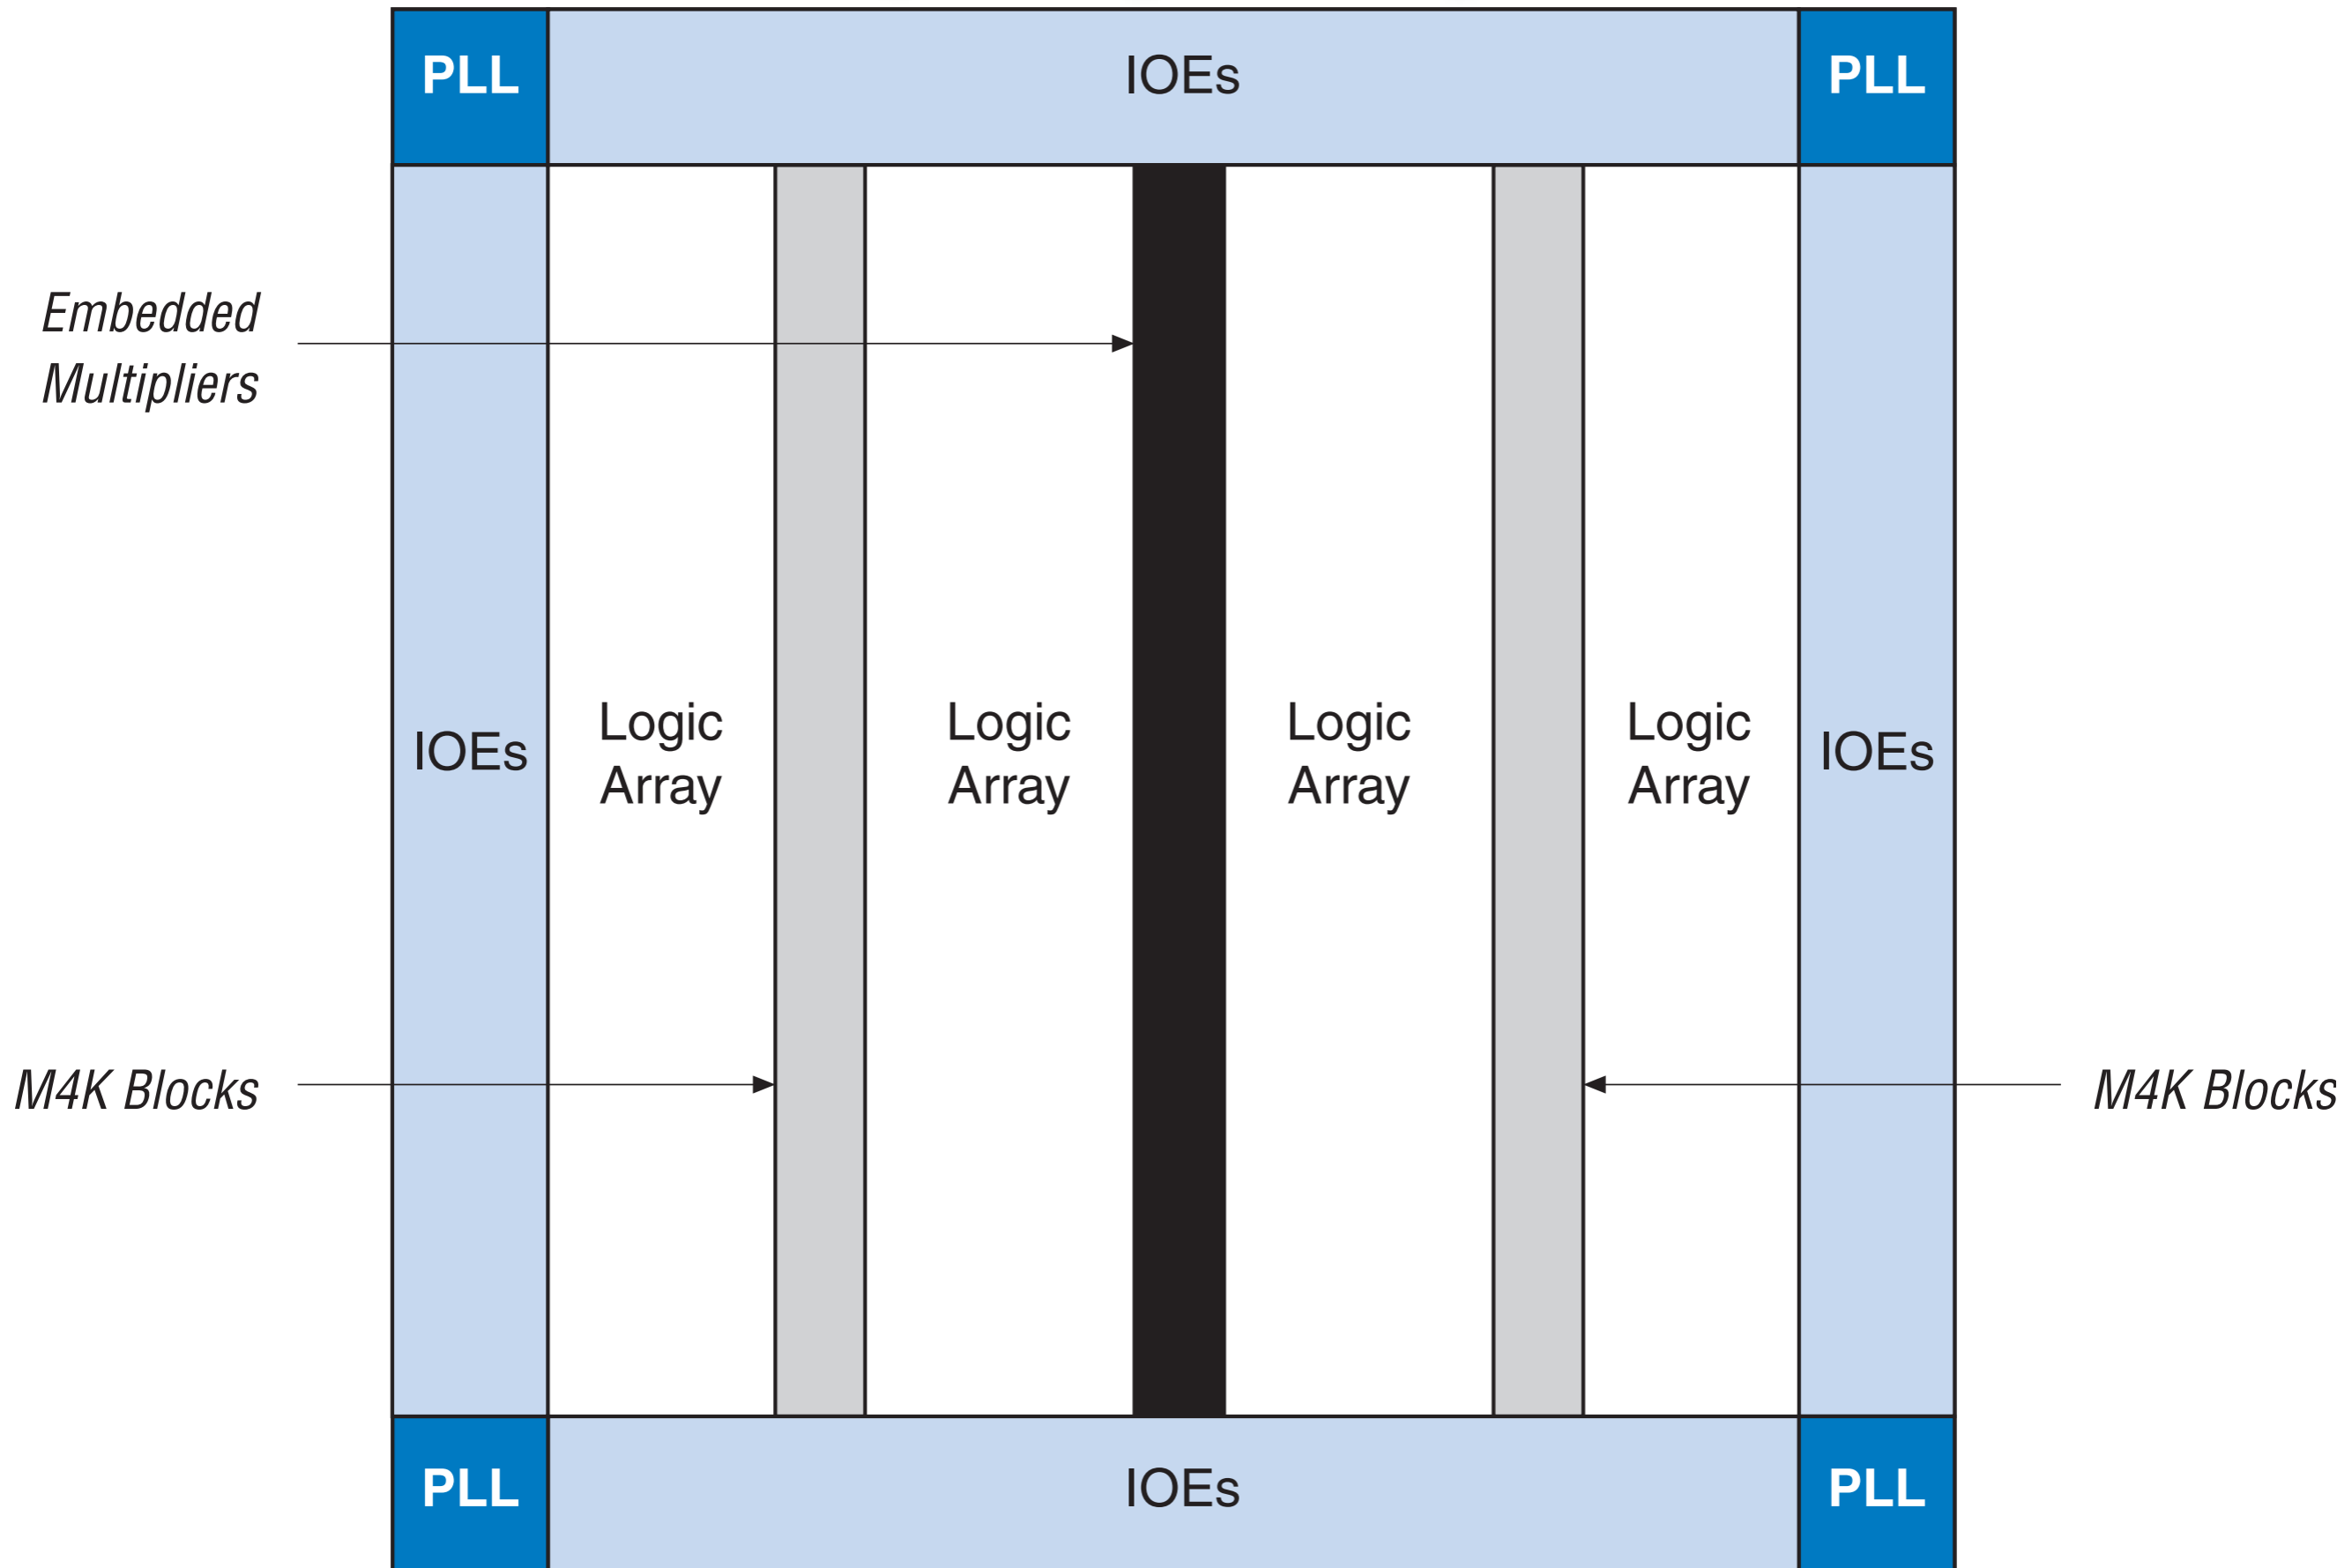 PLL
IOEs
PLL
Embedded
Multipliers
IOEs
Logic
Array
Logic
Array
Logic
Array
Logic
Array
IOEs
M4K Blocks
M4K Blocks
PLL
IOEs
PLL